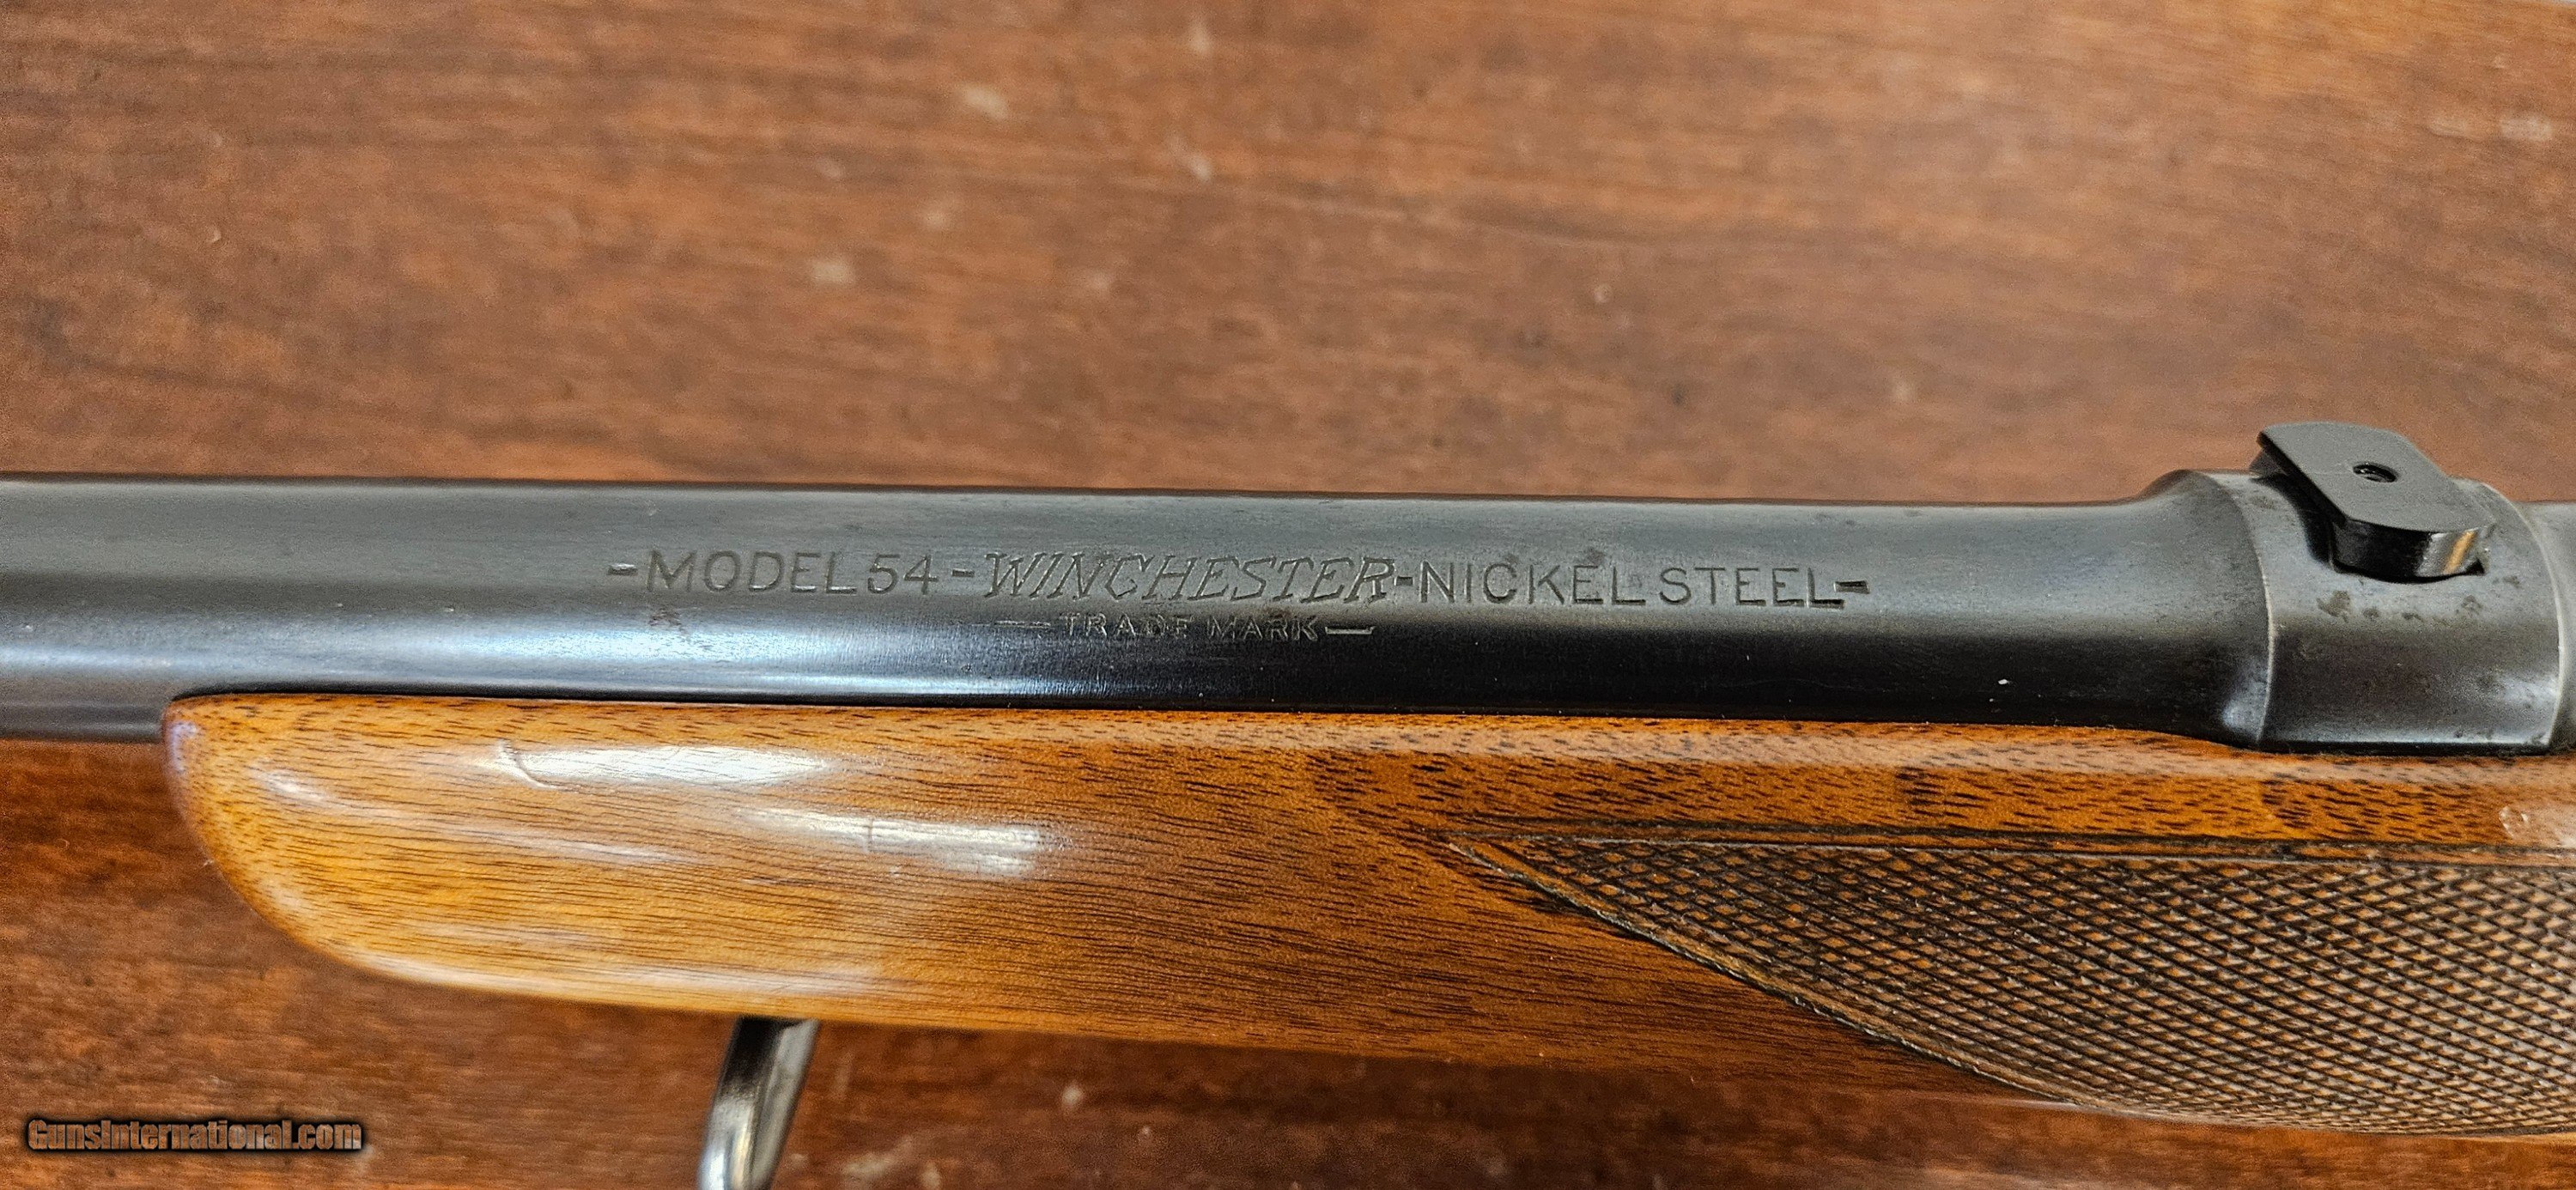 -MODEL 54-WINCHESTER-NICKEL STEEL-
—TRADE MARK—
GunsInternational.com